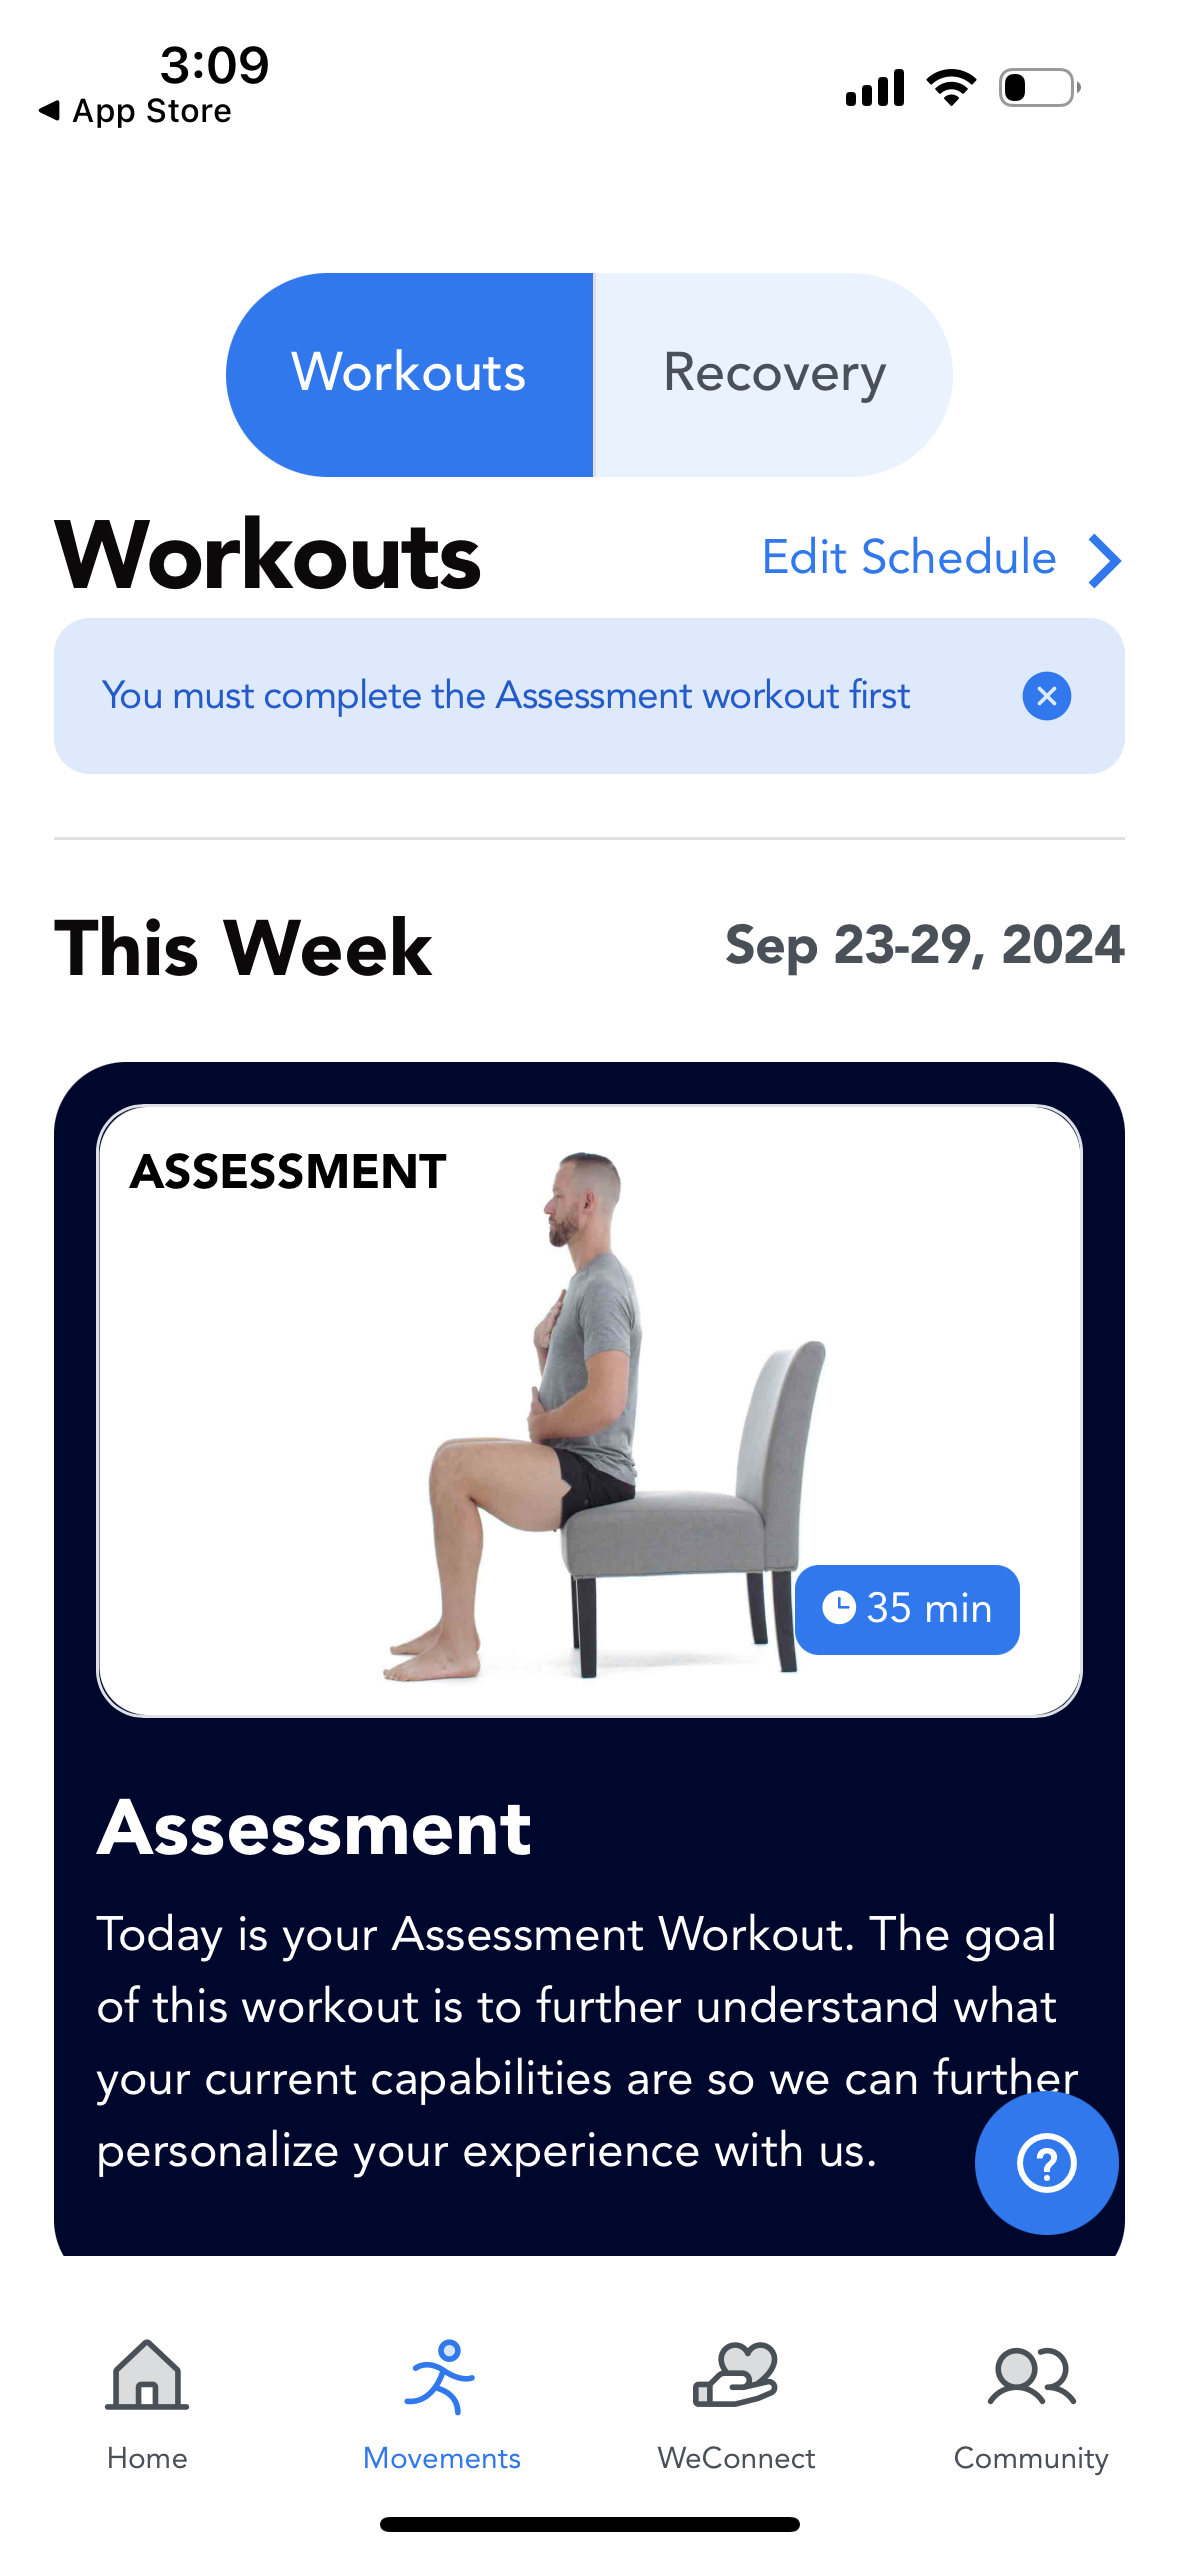 3:09
App Store
Workouts
Recovery
Workouts
Edit Schedule
You must complete the Assessment workout first
This Week
Sep 23-29, 2024
ASSESSMENT
35 min
Assessment
Today is your Assessment Workout. The goal
of this workout is to further understand what
your current capabilities are so we can further
personalize your experience with us.
Home
Movements
WeConnect
Community